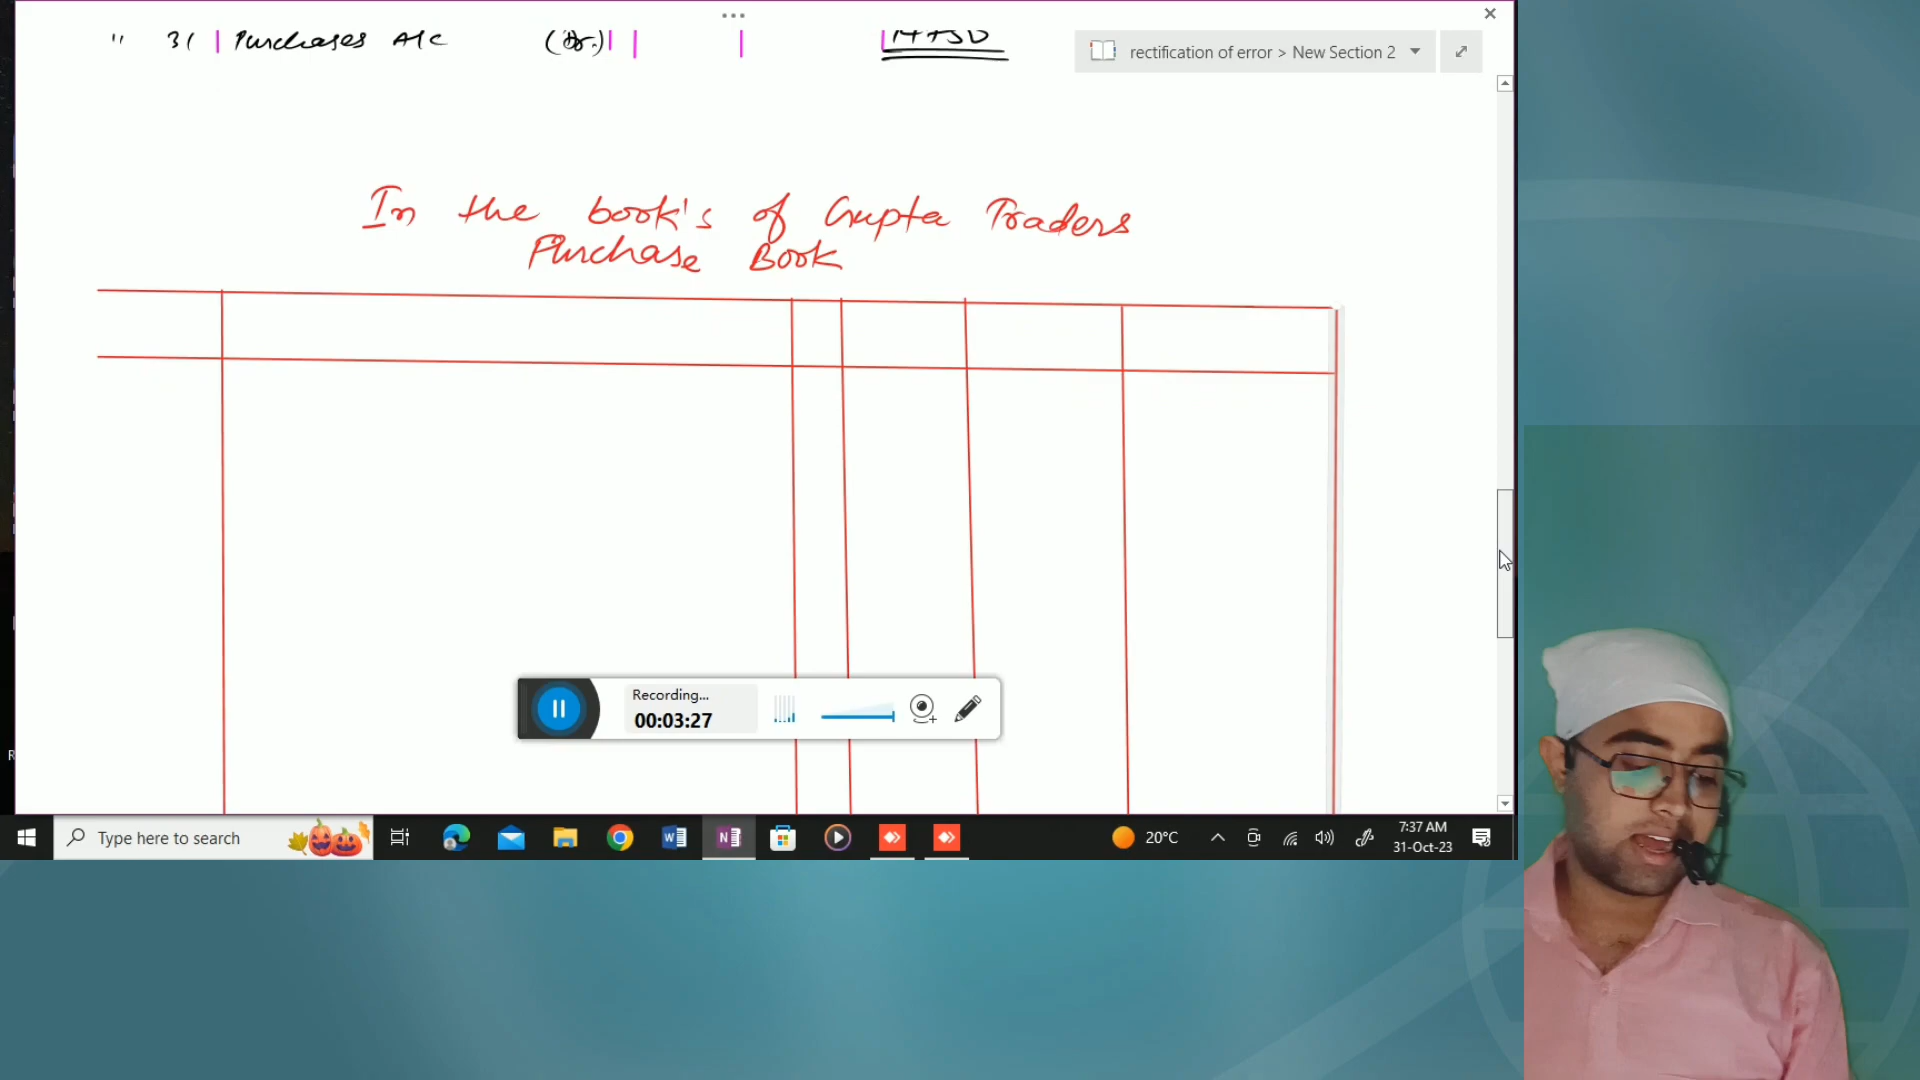 " 31 Purchases A/c (Dr.)
rectification of error > New Section 2
In the book's of Gupta Traders
Purchase Book
Recording...
00:03:27
Type here to search
20°C
7:37 AM
31-Oct-23